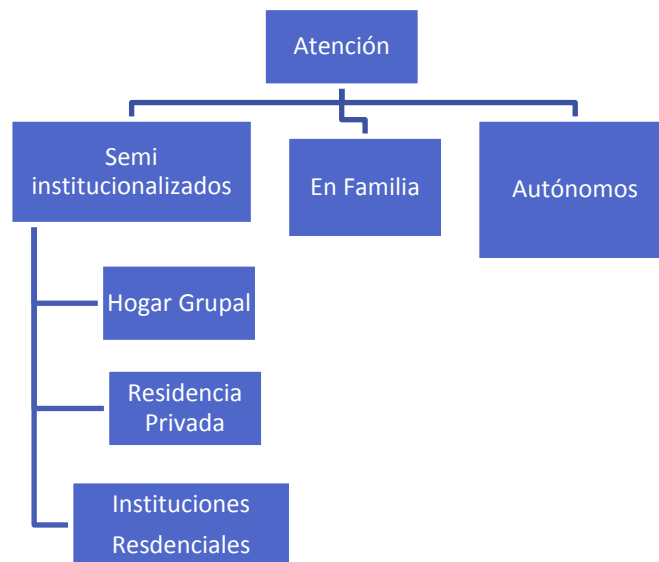 Atención
Semi
institucionalizados
En Familia
Autónomos
Hogar Grupal
Residencia
Privada
Instituciones
Resdenciales